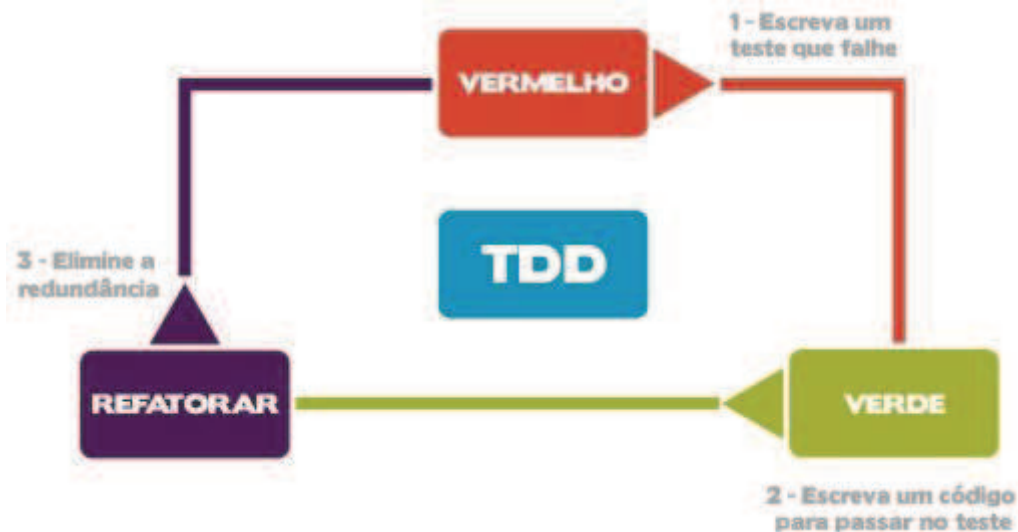 1 - Escreva um
teste que falhe
VERMELHO
TDD
3 - Elimine a
redundância
REFATORAR
VERDE
2 - Escreva um código
para passar no teste